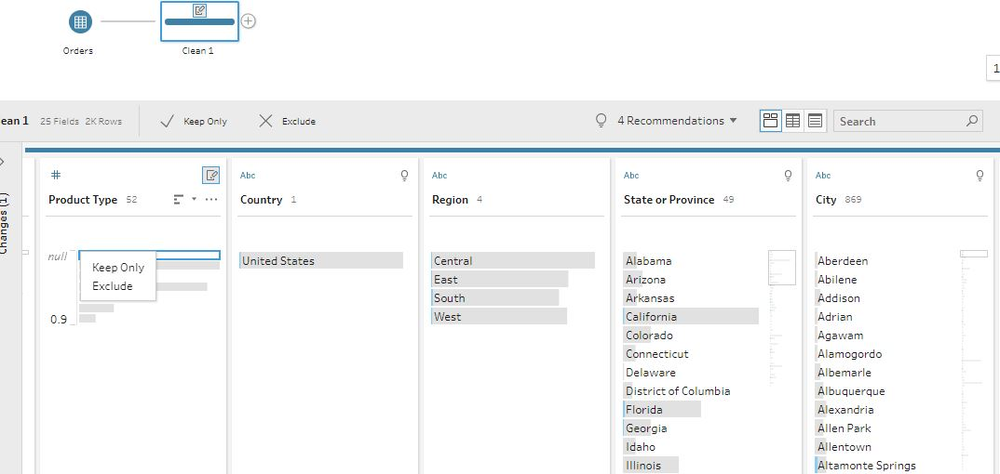 Orders
Clean 1
1
ean 1 25 Fields 2K Rows Keep Only Exclude 4 Recommendations Search
Changes (1)
#
Product Type 52
null
Keep Only
Exclude
0.9
Abc
Country 1
United States
Abc
Region 4
Central
East
South
West
Abc
State or Province 49
Alabama
Arizona
Arkansas
California
Colorado
Connecticut
Delaware
District of Columbia
Florida
Georgia
Idaho
Illinois
Abc
City 869
Aberdeen
Abilene
Addison
Adrian
Agawam
Alamogordo
Albemarle
Albuquerque
Alexandria
Allen Park
Allentown
Altamonte Springs